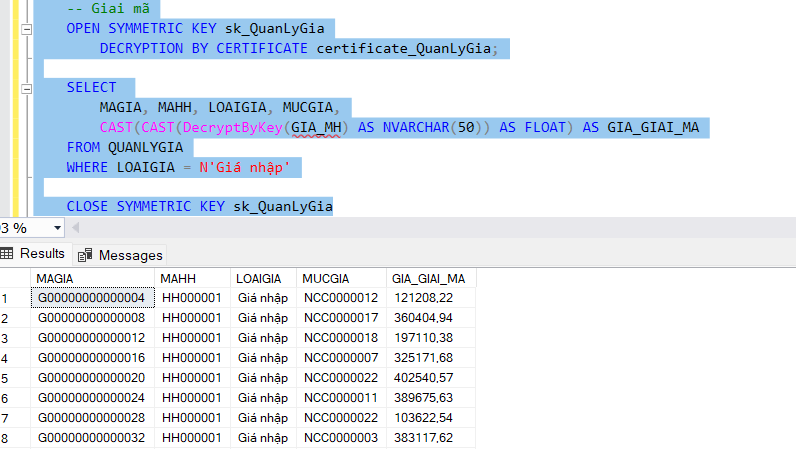 -- Giai mã
OPEN SYMMETRIC KEY sk_QuanLyGia
DECRYPTION BY CERTIFICATE certificate_QuanLyGia;
SELECT
MAGIA, MAHH, LOAIGIA, MUCGIA,
CAST(CAST(DecryptByKey(GIA_MH) AS NVARCHAR(50)) AS FLOAT) AS GIA_GIAI_MA
FROM QUANLYGIA
WHERE LOAIGIA = N'Giá nhập'
CLOSE SYMMETRIC KEY sk_QuanLyGia
3 %
Results Messages
MAGIA MAHH LOAIGIA MUCGIA GIA_GIAI_MA
1 G00000000000004 HH000001 Giá nhập NCC0000012 121208,22
2 G00000000000008 HH000001 Giá nhập NCC0000017 360404,94
3 G00000000000012 HH000001 Giá nhập NCC0000018 197110,38
4 G00000000000016 HH000001 Giá nhập NCC0000007 325171,68
5 G00000000000020 HH000001 Giá nhập NCC0000022 402540,57
6 G00000000000024 HH000001 Giá nhập NCC0000011 389675,63
7 G00000000000028 HH000001 Giá nhập NCC0000022 103622,54
8 G00000000000032 HH000001 Giá nhập NCC0000003 383117,62